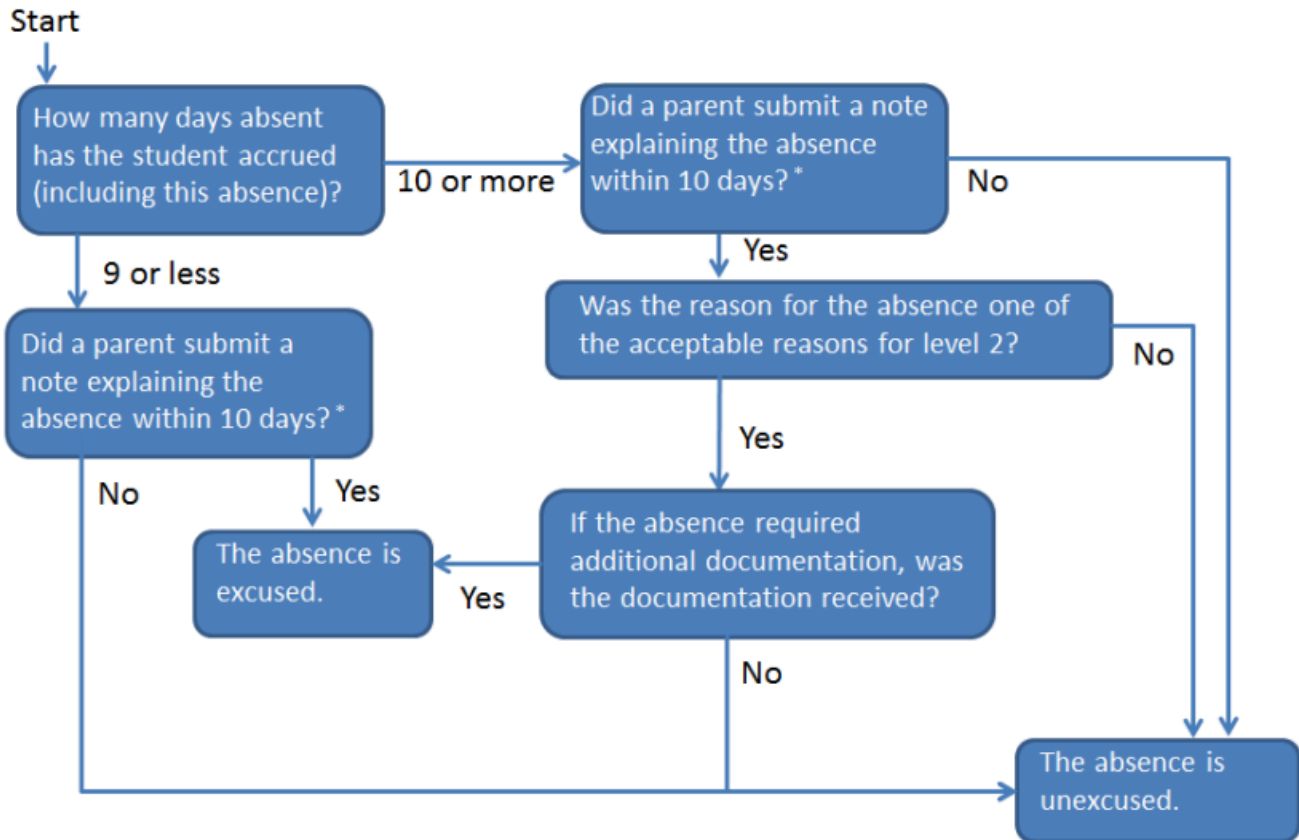 Start
How many days absent
has the student accrued
(including this absence)?
10 or more
Did a parent submit a note
explaining the absence
within 10 days?*
No
Yes
9 or less
Was the reason for the absence one of
the acceptable reasons for level 2?
No
Did a parent submit a
note explaining the
absence within 10 days?*
Yes
No
Yes
If the absence required
additional documentation, was
the documentation received?
The absence is
excused.
Yes
No
The absence is
unexcused.